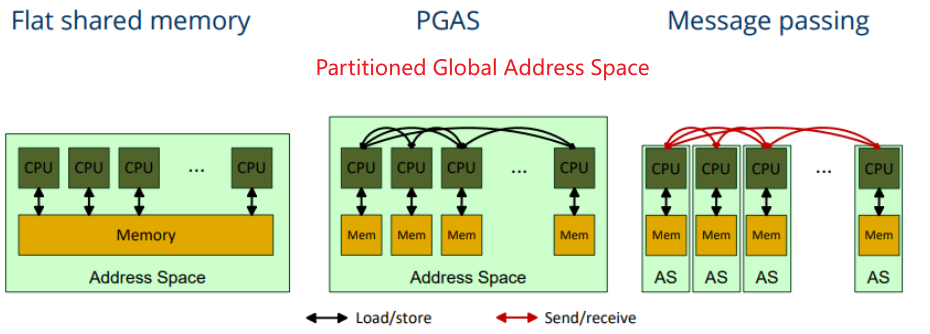 Flat shared memory
PGAS
Message passing
Partitioned Global Address Space
CPU CPU CPU ... CPU
Memory
Address Space
CPU CPU CPU ... CPU
Mem Mem Mem Mem
Address Space
CPU CPU CPU ... CPU
Mem Mem Mem Mem
AS AS AS AS
Load/store
Send/receive